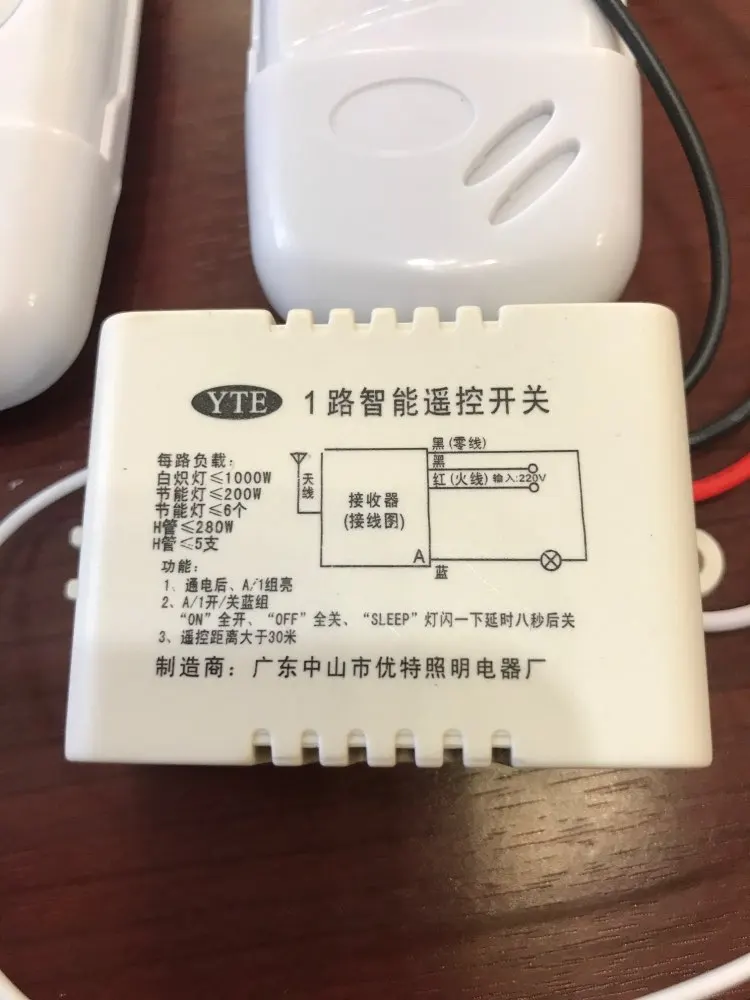 YTE 1路智能遥控开关
每路负载:
白炽灯≤1000W
节能灯≤200W
节能灯≤6个
H管≤280W
H管≤5支
天线
接收器
(接线图)
黑(零线)
黑
红(火线) 输入:220V
A
蓝
功能:
1、通电后、A/1组亮
2、A/1开/关蓝组
“ON”全开、“OFF”全关、“SLEEP”灯闪一下延时八秒后关
3、遥控距离大于30米
制造商:广东中山市优特照明电器厂